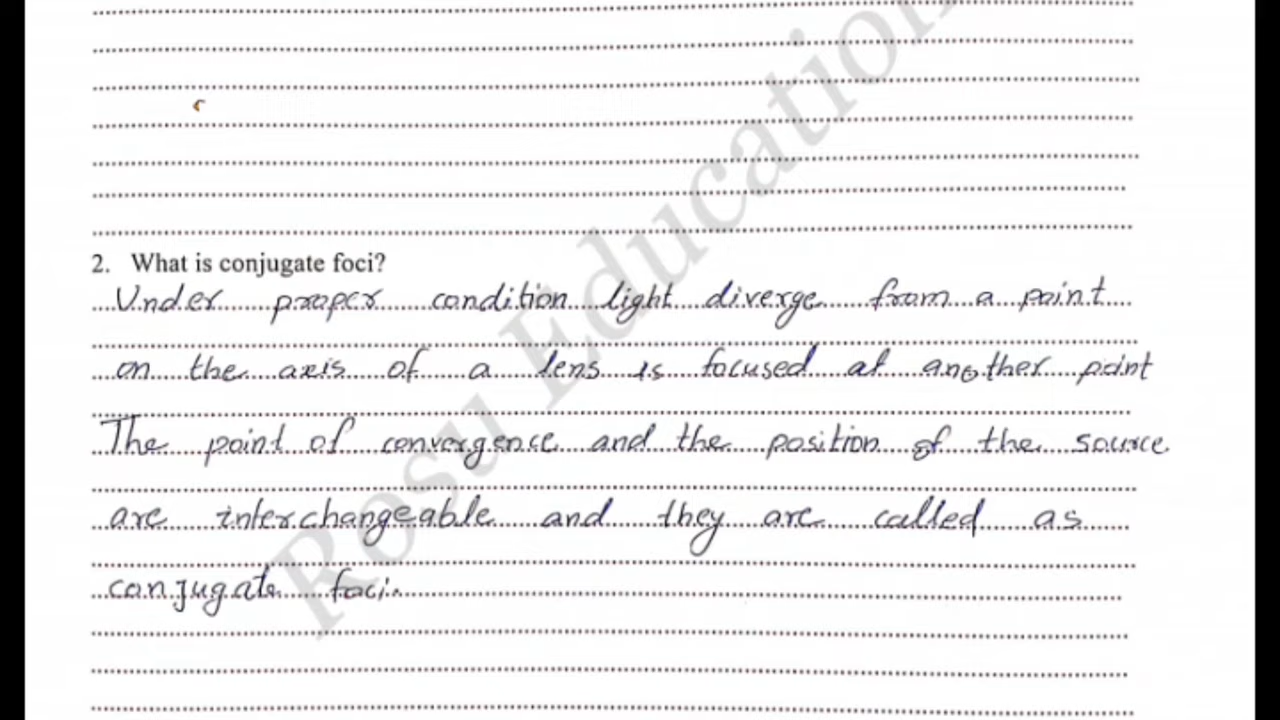 Rosu Education
2. What is conjugate foci?
Under proper condition light diverge from a point
on the axis of a lens is focused at another point
The point of convergence and the position of the source
are interchangeable and they are called as
conjugate foci.